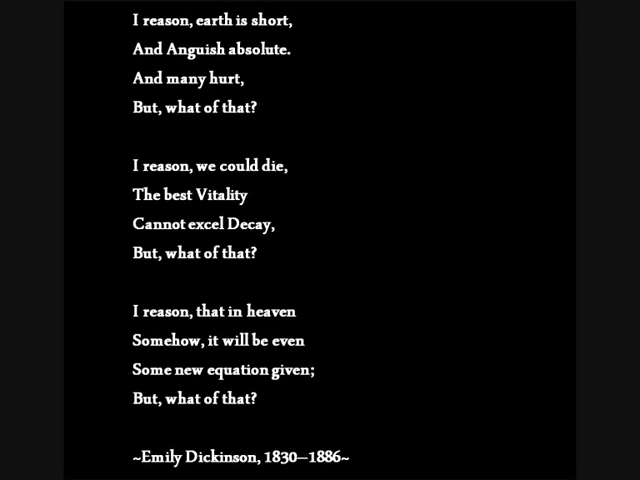 I reason, earth is short,
And Anguish absolute.
And many hurt,
But, what of that?
I reason, we could die,
The best Vitality
Cannot excel Decay,
But, what of that?
I reason, that in heaven
Somehow, it will be even
Some new equation given;
But, what of that?
~Emily Dickinson, 1830–1886~